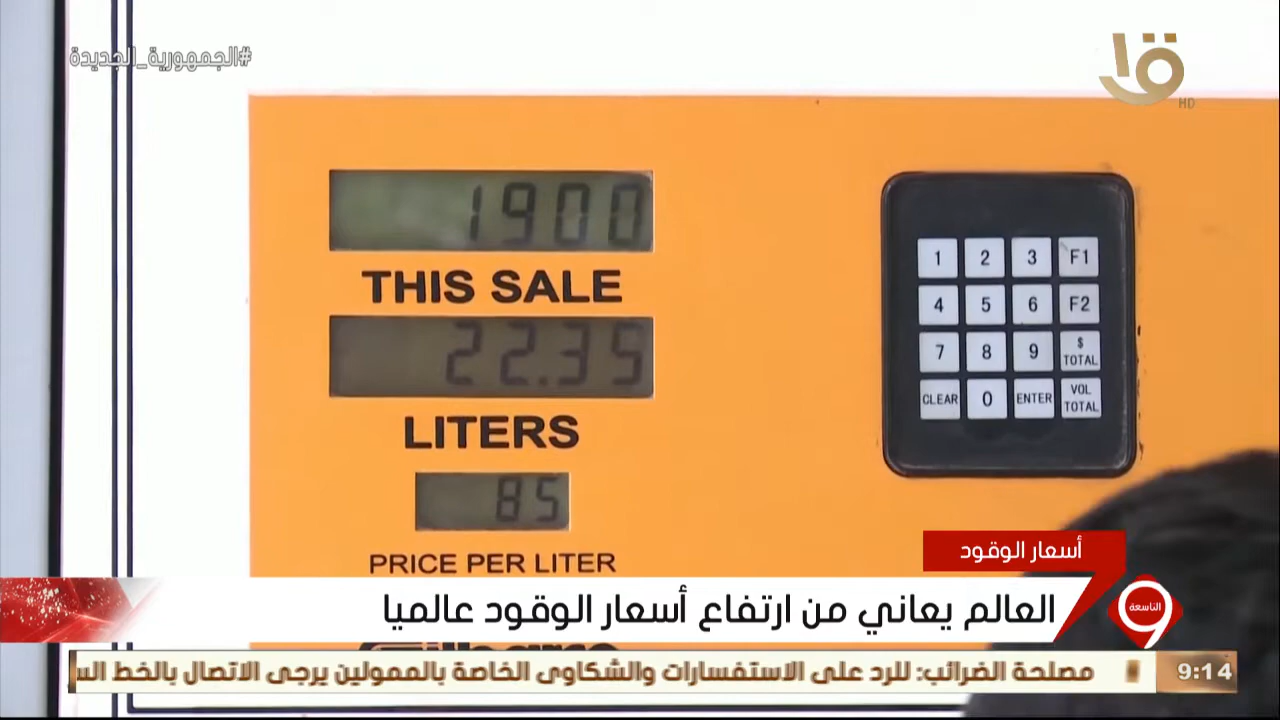 #الجمهورية_الجديدة
HD
1900
THIS SALE
22.35
LITERS
85
PRICE PER LITER
1 2 3 F1
4 5 6 F2
7 8 9 $ TOTAL
CLEAR 0 ENTER VOL TOTAL
أسعار الوقود
العالم يعاني من ارتفاع أسعار الوقود عالميا
التاسعة
9
مصلحة الضرائب: للرد على الاستفسارات والشكاوى الخاصة بالممولين يرجى الاتصال بالخط
9:14